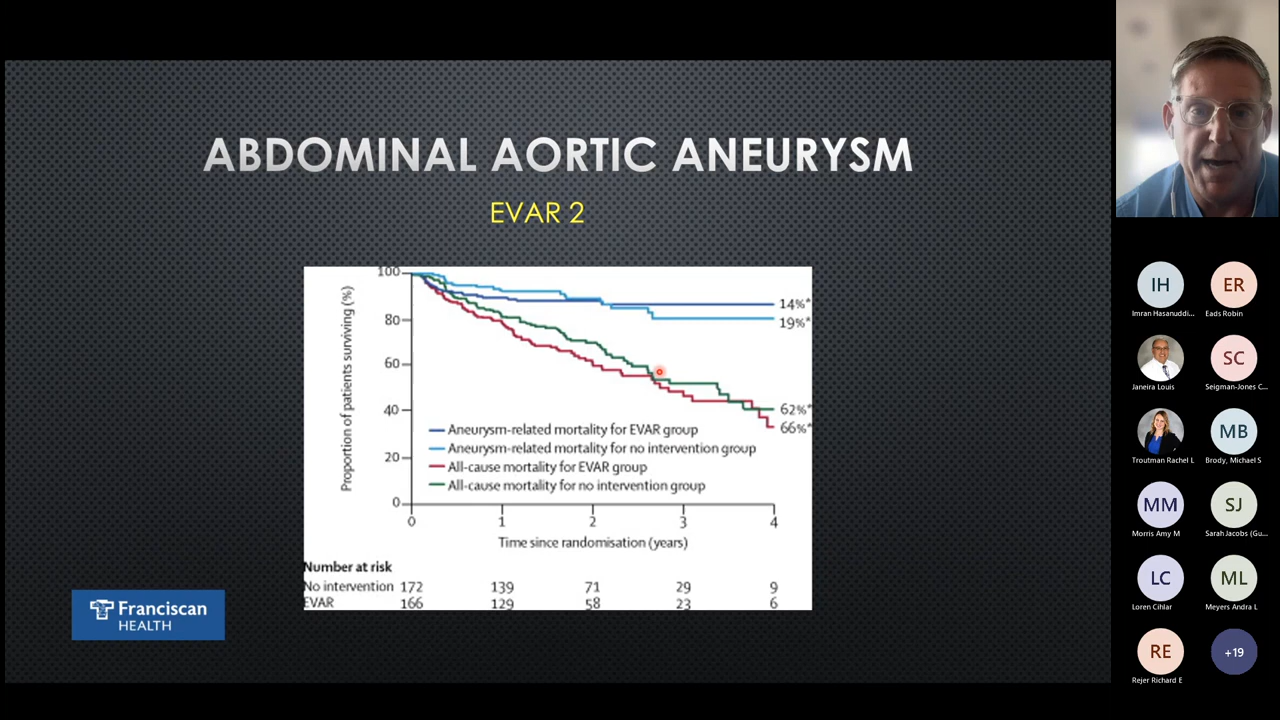 ABDOMINAL AORTIC ANEURYSM
EVAR 2
Proportion of patients surviving (%)
100
80
60
40
20
0
14%*
19%*
62%*
66%*
Aneurysm-related mortality for EVAR group
Aneurysm-related mortality for no intervention group
All-cause mortality for EVAR group
All-cause mortality for no intervention group
0 1 2 3 4
Time since randomisation (years)
Number at risk
No intervention 172 139 71 29 9
EVAR 166 129 58 23 6
Franciscan
HEALTH
IH ER
Imran Hasanuddi... Eads Robin
SC
Janeira Louis Seigman-Jones C...
MB
Troutman Rachel L Brody, Michael S
MM SJ
Morris Amy M Sarah Jacobs (Gu...
LC ML
Loren Cihlar Meyers Andra L
RE +19
Rejer Richard E